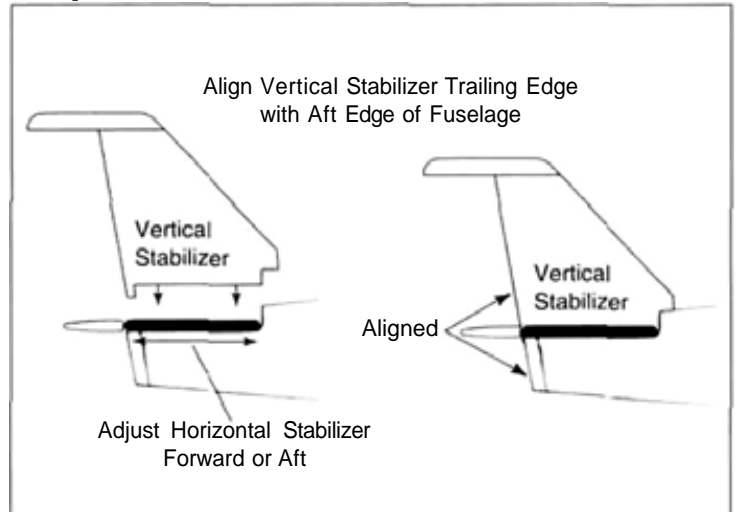 Align Vertical Stabilizer Trailing Edge
with Aft Edge of Fuselage
Vertical
Stabilizer
Vertical
Stabilizer
Aligned
Adjust Horizontal Stabilizer
Forward or Aft